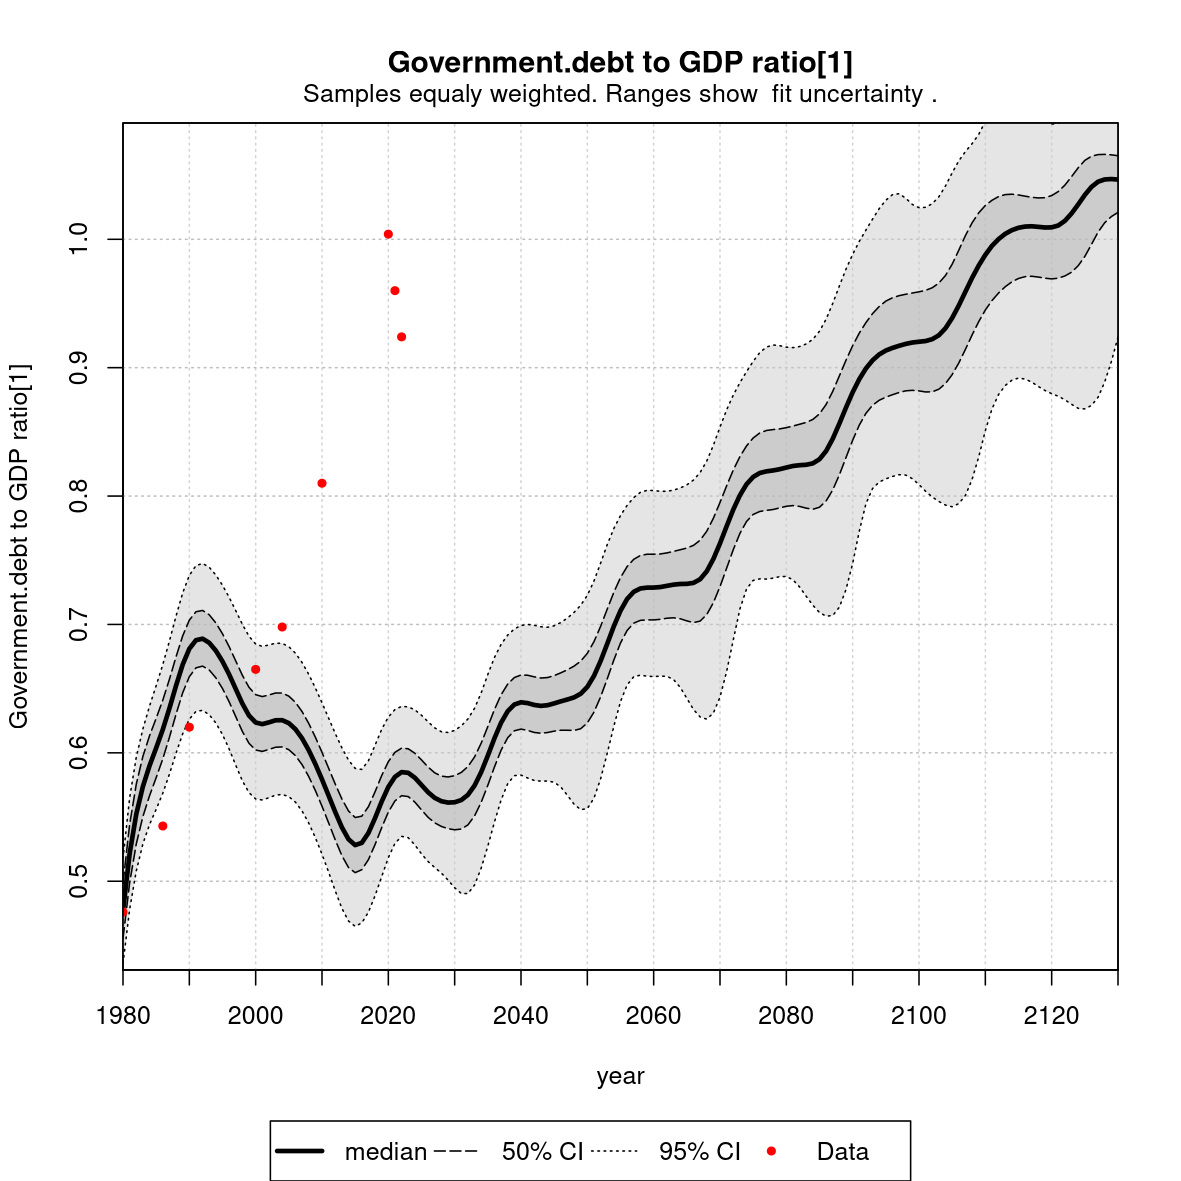 Government.debt to GDP ratio[1]
Samples equaly weighted. Ranges show  fit uncertainty .
Government.debt to GDP ratio[1]
1.0
0.9
0.8
0.7
0.6
0.5
1980 2000 2020 2040 2060 2080 2100 2120
year
median 50% CI 95% CI Data